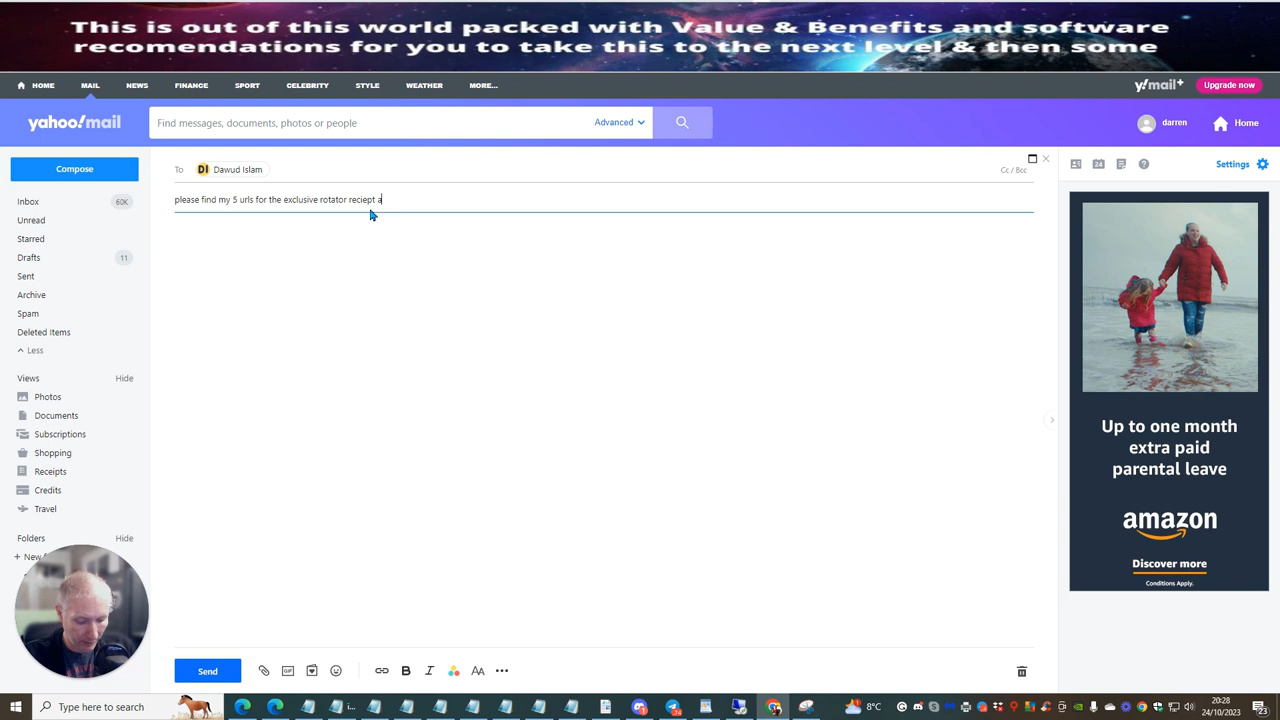 This is out of this world packed with Value & Benefits and software
recomendations for you to take this to the next level & then some
HOME MAIL NEWS FINANCE SPORT CELEBRITY STYLE WEATHER MORE...
y!mail+ Upgrade now
yahoo!mail
Find messages, documents, photos or people
Advanced
darren
Home
Compose
Inbox 60K
Unread
Starred
Drafts 11
Sent
Archive
Spam
Deleted Items
Less
Views Hide
Photos
Documents
Subscriptions
Shopping
Receipts
Credits
Travel
Folders Hide
+ New
To DI Dawud Islam
Cc / Bcc
please find my 5 urls for the exclusive rotator reciept a
Send
GIF
B I AA
24
Settings
Up to one month
extra paid
parental leave
amazon
Discover more
Conditions Apply.
Type here to search
i...
8°C
20:28
24/10/2023
23